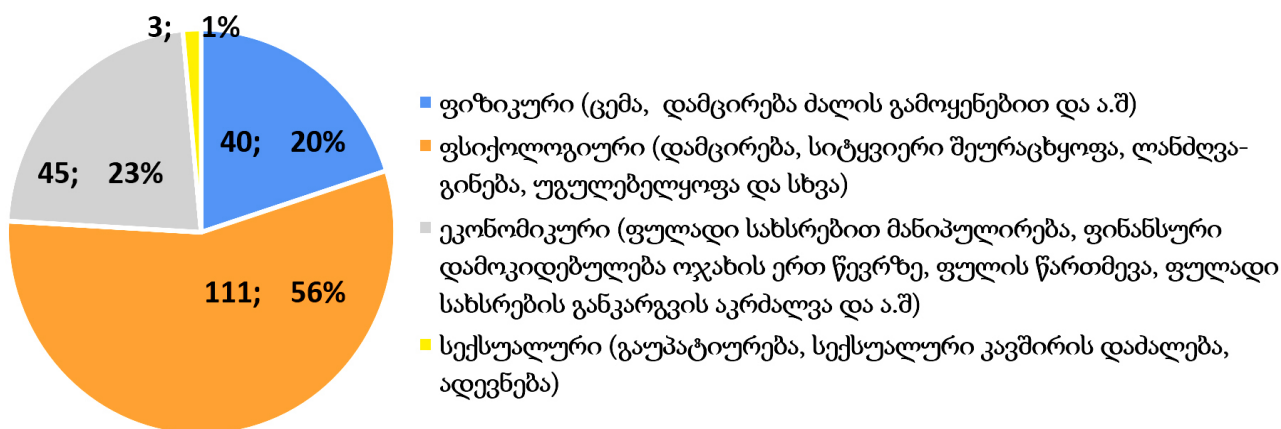 3; 1%
40; 20%
45; 23%
111; 56%
ფიზიკური (ცემა, დამცირება ძალის გამოყენებით და ა.შ)
ფსიქოლოგიური (დამცირება, სიტყვიერი შეურაცხყოფა, ლანძღვა-
გინება, უგულებელყოფა და სხვა)
ეკონომიკური (ფულადი სახსრებით მანიპულირება, ფინანსური
დამოკიდებულება ოჯახის ერთ წევრზე, ფულის წართმევა, ფულადი
სახსრების განკარგვის აკრძალვა და ა.შ)
სექსუალური (გაუპატიურება, სექსუალური კავშირის დაძალება,
ადევნება)